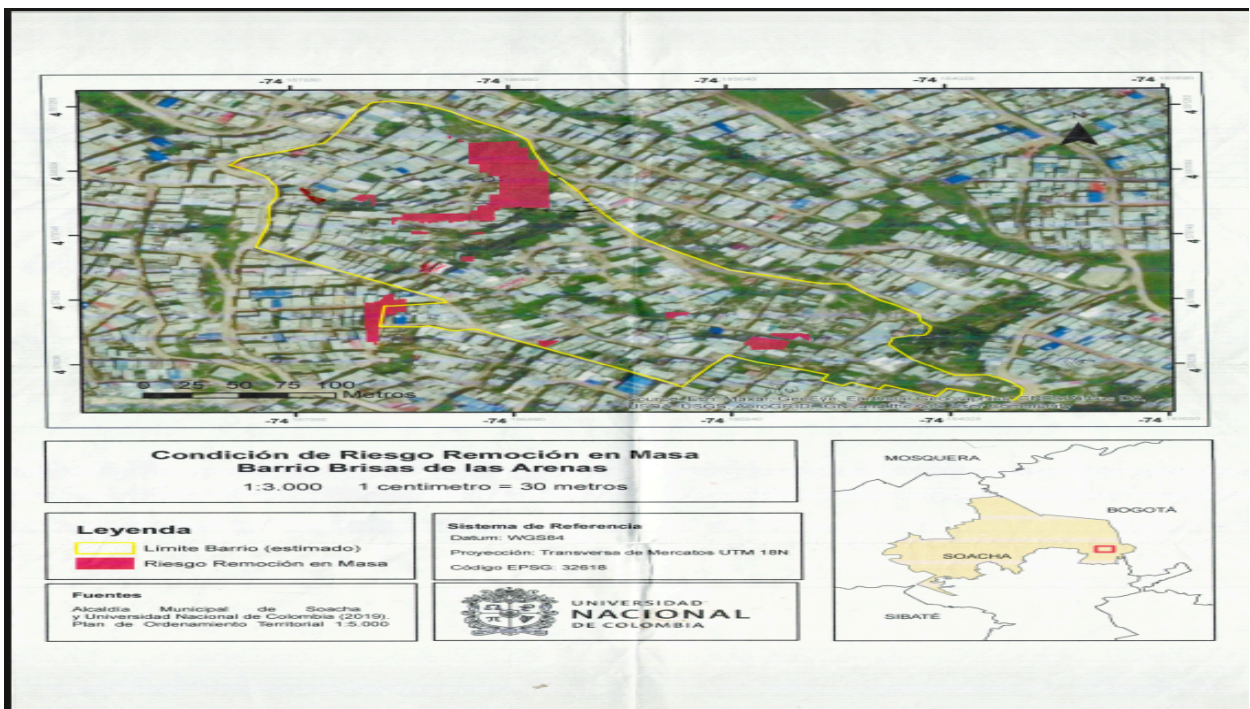 -74 -74 -74 -74 -74
N
0 25 50 75 100
Metros
-74 -74 -74 -74
Condición de Riesgo Remoción en Masa
Barrio Brisas de las Arenas
1:3.000 1 centimetro = 30 metros
Leyenda
Límite Barrio (estimado)
Riesgo Remoción en Masa
Sistema de Referencia
Datum: WGS84
Proyección: Transversa de Mercatos UTM 18N
Código EPSG: 32618
Fuentes
Alcaldía Municipal de Soacha
y Universidad Nacional de Colombia (2019).
Plan de Ordenamiento Territorial 1:5.000
UNIVERSIDAD
NACIONAL
DE COLOMBIA
MOSQUERA
BOGOTÁ
SOACHA
SIBATÉ